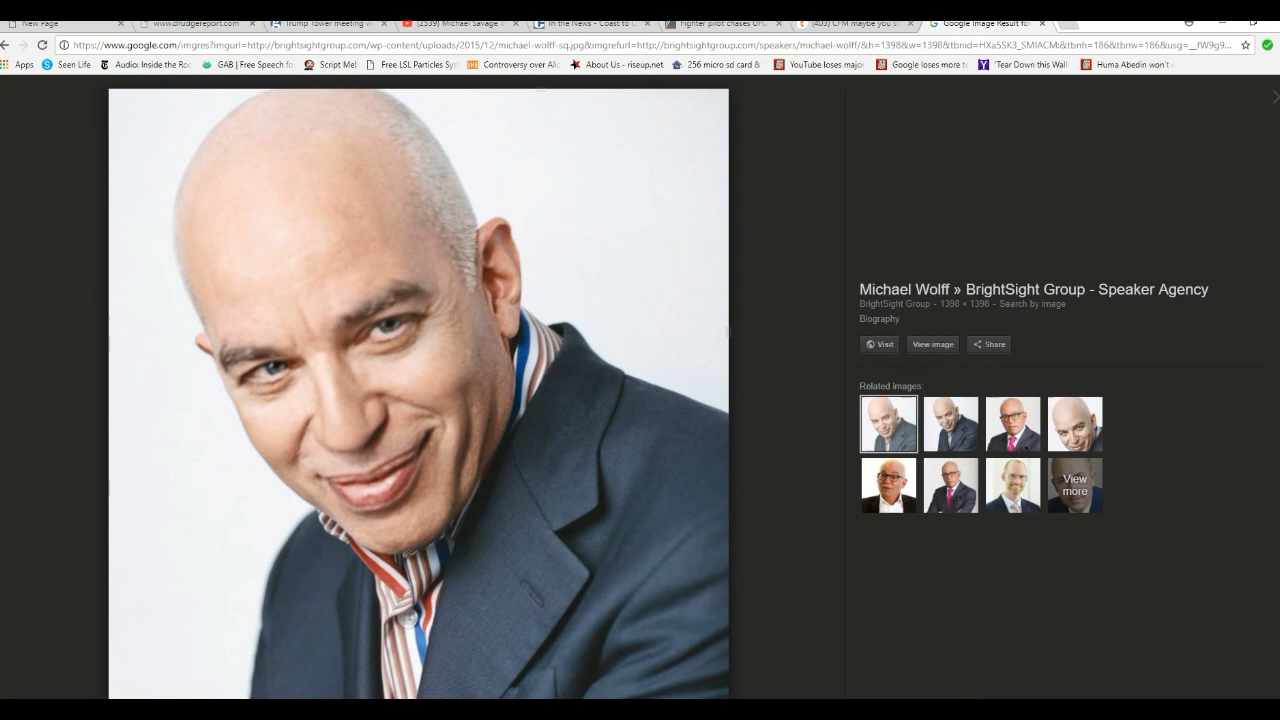 New Page
www.drudgereport.com
Trump Tower meeting w
(2539) Michael Savage
In the News - Coast to C
Fighter pilot chases UFO
(403) CFM maybe you sh
Google Image Result for
https://www.google.com/imgres?imgurl=http://brightsightgroup.com/wp-content/uploads/2015/12/michael-wolff-sq.jpg&imgrefurl=http://brightsightgroup.com/speakers/michael-wolff/&h=1398&w=1398&tbnid=HXa5SK3_SMIACM:&tbnh=186&tbnw=186&usg=__fW9g9...
Apps
Seen Life
Audio: Inside the Roc
GAB | Free Speech fo
Script Me!
Free LSL Particles Sys
Controversy over Alic
About Us - riseup.net
256 micro sd card &
YouTube loses major
Google loses more to
'Tear Down this Wall
Huma Abedin won't
Michael Wolff » BrightSight Group - Speaker Agency
BrightSight Group - 1398 × 1398 - Search by image
Biography
Visit
View image
Share
Related images:
View
more